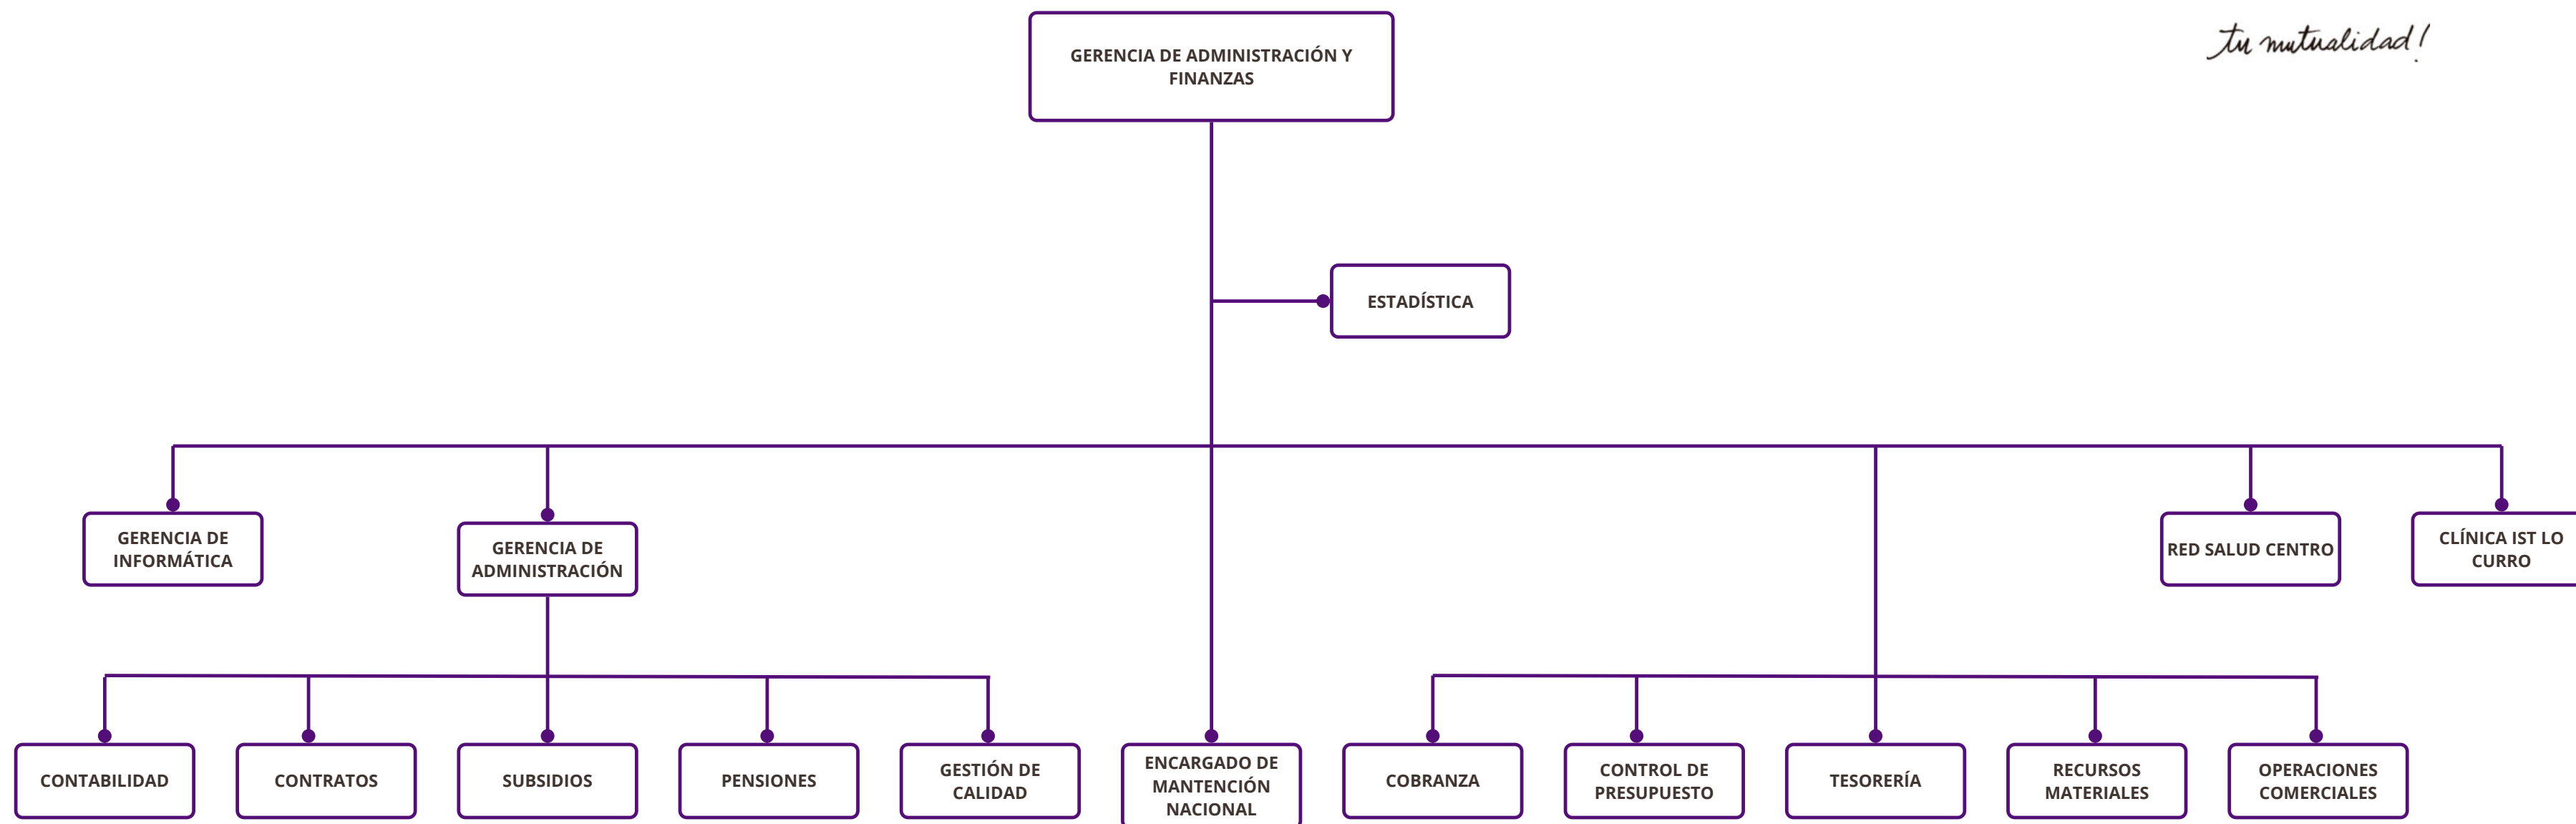 tu mutualidad!
GERENCIA DE ADMINISTRACIÓN Y
FINANZAS
ESTADÍSTICA
GERENCIA DE
INFORMÁTICA
GERENCIA DE
ADMINISTRACIÓN
RED SALUD CENTRO
CLÍNICA IST LO
CURRO
CONTABILIDAD
CONTRATOS
SUBSIDIOS
PENSIONES
GESTIÓN DE
CALIDAD
ENCARGADO DE
MANTENCIÓN
NACIONAL
COBRANZA
CONTROL DE
PRESUPUESTO
TESORERÍA
RECURSOS
MATERIALES
OPERACIONES
COMERCIALES